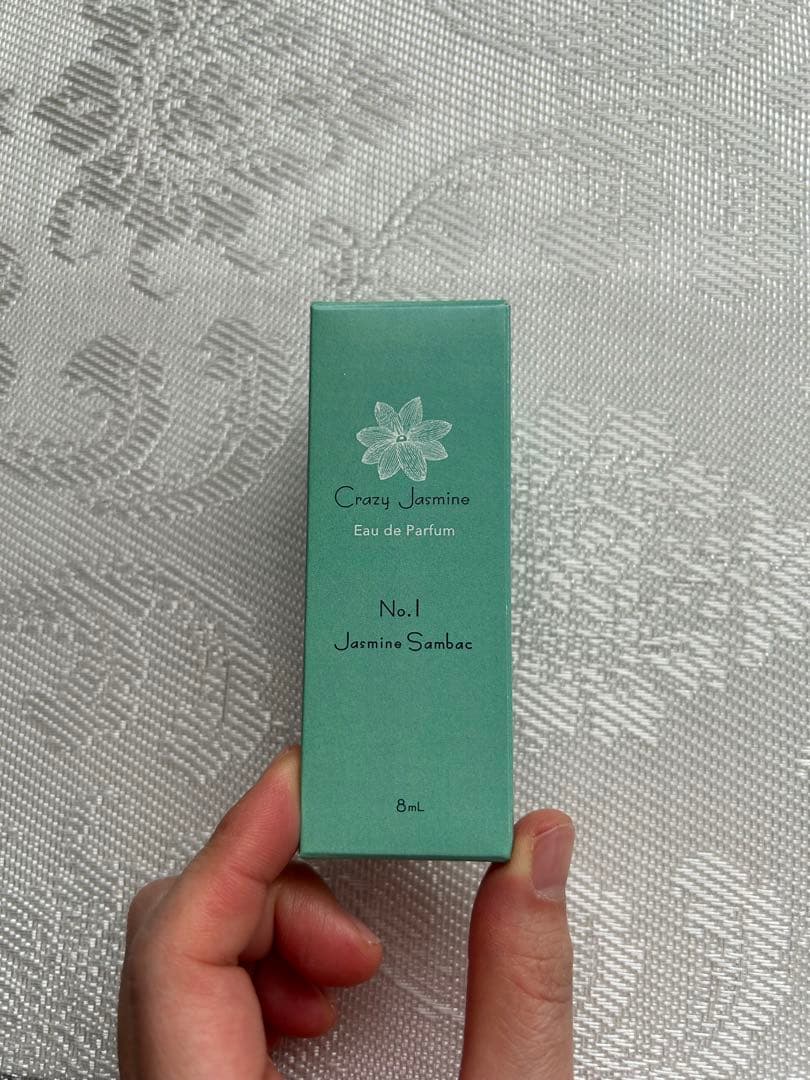 Crazy Jasmine
Eau de Parfum
No.1
Jasmine Sambac
8mL